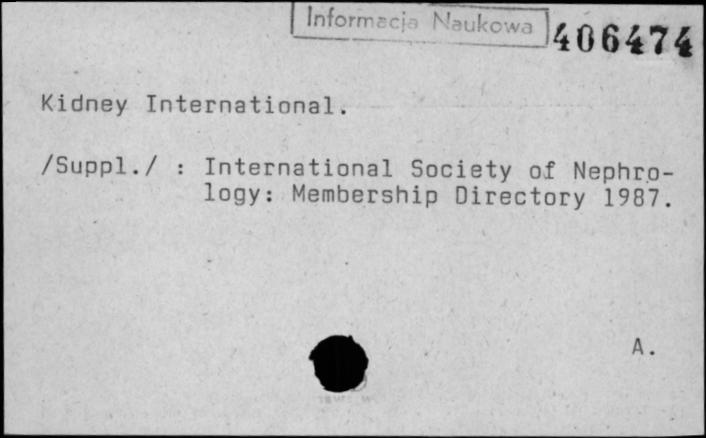 Informacja Naukowa
406474
Kidney International.
/Suppl./ : International Society of Nephro-
logy: Membership Directory 1987.
A.